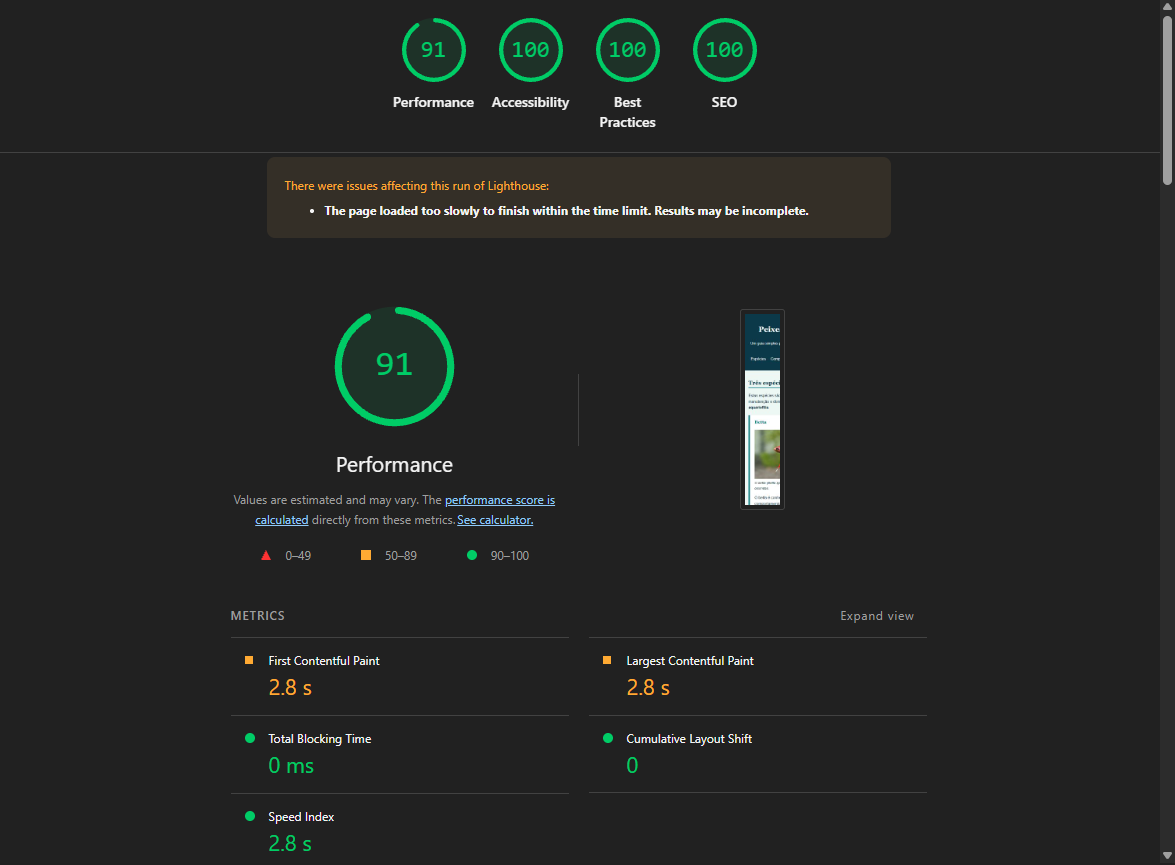 91
100
100
100
Performance
Accessibility
Best
Practices
SEO
There were issues affecting this run of Lighthouse:
• The page loaded too slowly to finish within the time limit. Results may be incomplete.
91
Performance
Values are estimated and may vary. The performance score is
calculated directly from these metrics. See calculator.
0–49
50–89
90–100
Três espéci
METRICS
Expand view
First Contentful Paint
2.8 s
Largest Contentful Paint
2.8 s
Total Blocking Time
0 ms
Cumulative Layout Shift
0
Speed Index
2.8 s